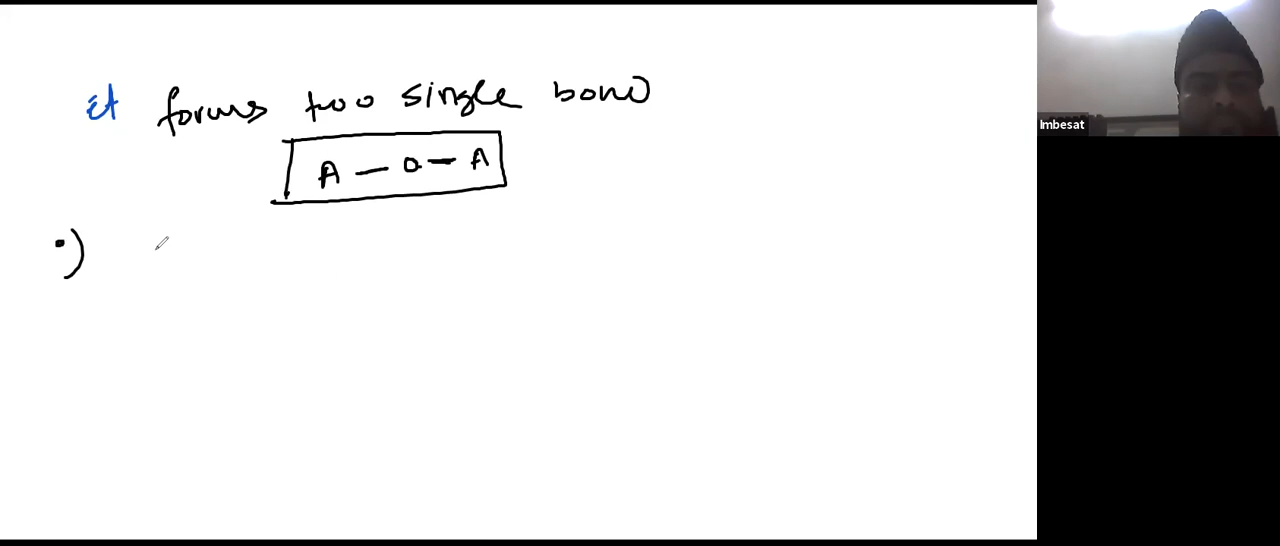 It forms two single bond
A — O — A
•)
Imbesat